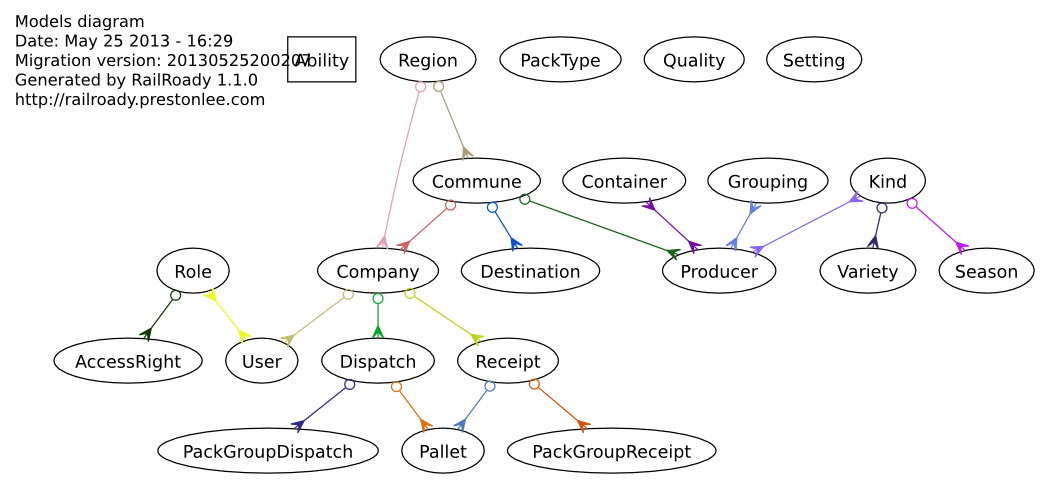 Models diagram
Date: May 25 2013 - 16:29
Migration version: 20130525200207
Generated by RailRoady 1.1.0
http://railroady.prestonlee.com
Ability
Region
PackType
Quality
Setting
Commune
Container
Grouping
Kind
Role
Company
Destination
Producer
Variety
Season
AccessRight
User
Dispatch
Receipt
PackGroupDispatch
Pallet
PackGroupReceipt